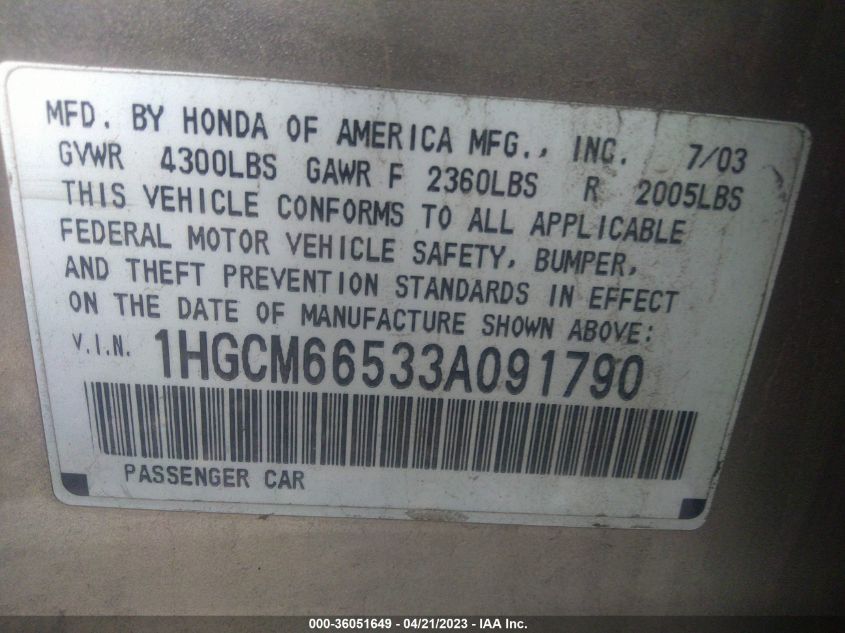 MFD. BY HONDA OF AMERICA MFG., INC. 7/03
GVWR 4300LBS GAWR F 2360LBS R 2005LBS
THIS VEHICLE CONFORMS TO ALL APPLICABLE
FEDERAL MOTOR VEHICLE SAFETY, BUMPER,
AND THEFT PREVENTION STANDARDS IN EFFECT
ON THE DATE OF MANUFACTURE SHOWN ABOVE:
V.I.N. 1HGCM66533A091790
PASSENGER CAR
000-36051649 - 04/21/2023 - IAA Inc.